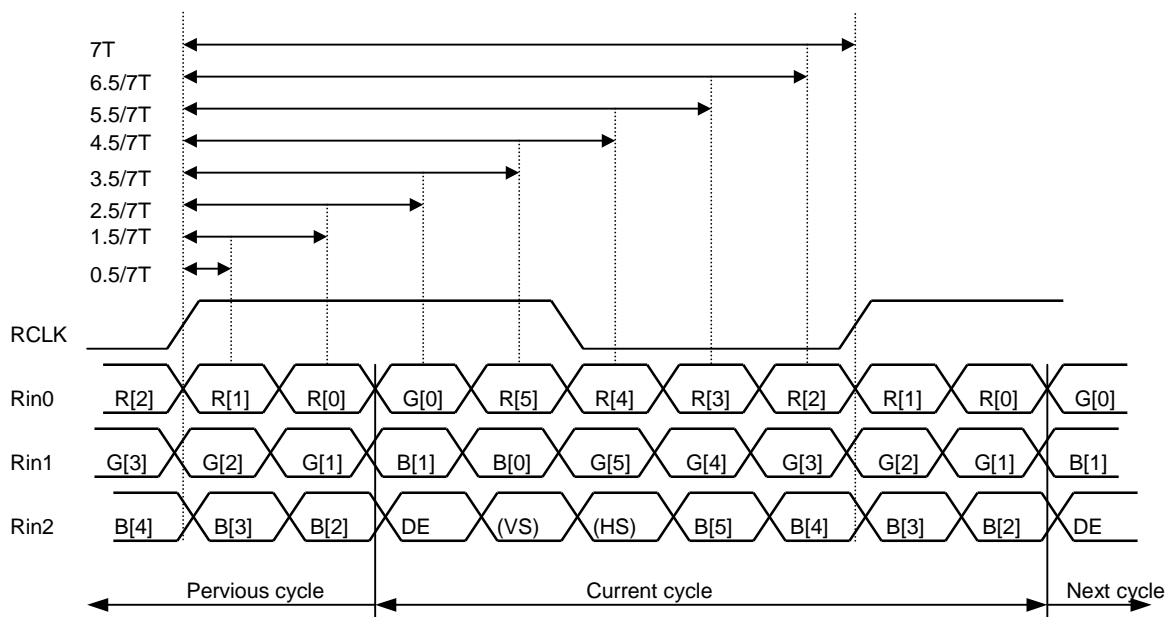 7T
6.5/7T
5.5/7T
4.5/7T
3.5/7T
2.5/7T
1.5/7T
0.5/7T
RCLK
Rin0 R[2] R[1] R[0] G[0] R[5] R[4] R[3] R[2] R[1] R[0] G[0]
Rin1 G[3] G[2] G[1] B[1] B[0] G[5] G[4] G[3] G[2] G[1] B[1]
Rin2 B[4] B[3] B[2] DE (VS) (HS) B[5] B[4] B[3] B[2] DE
Pervious cycle Current cycle Next cycle